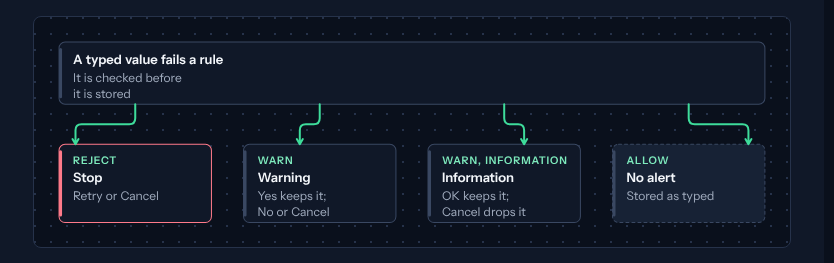 A typed value fails a rule
It is checked before
it is stored
REJECT
Stop
Retry or Cancel
WARN
Warning
Yes keeps it;
No or Cancel
WARN, INFORMATION
Information
OK keeps it;
Cancel drops it
ALLOW
No alert
Stored as typed